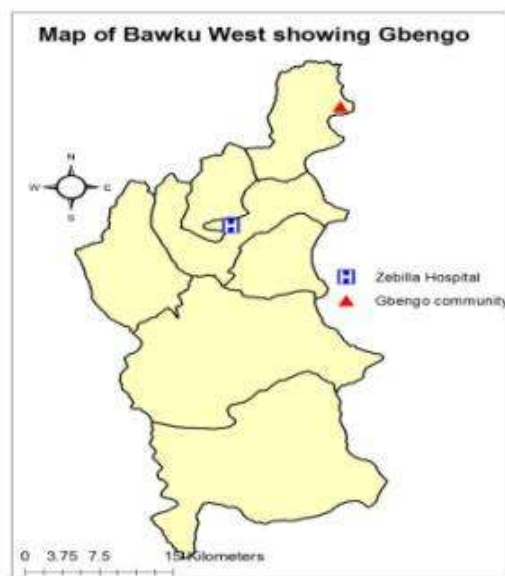 Map of Bawku West showing Gbengo
N
W E
S
H
Zebilla Hospital
H
Gbengo community
0 3.75 7.5 15 Kilometers